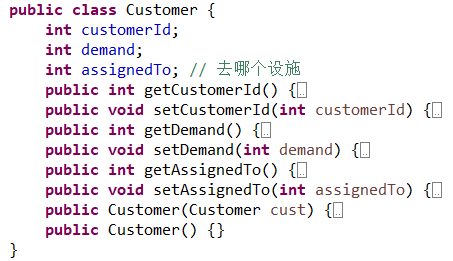 public class Customer {
int customerId;
int demand;
int assignedTo; // 去哪个设施
public int getCustomerId() {
public void setCustomerId(int customerId) {
public int getDemand() {
public void setDemand(int demand) {
public int getAssignedTo() {
public void setAssignedTo(int assignedTo) {
public Customer(Customer cust) {
public Customer() {}
}